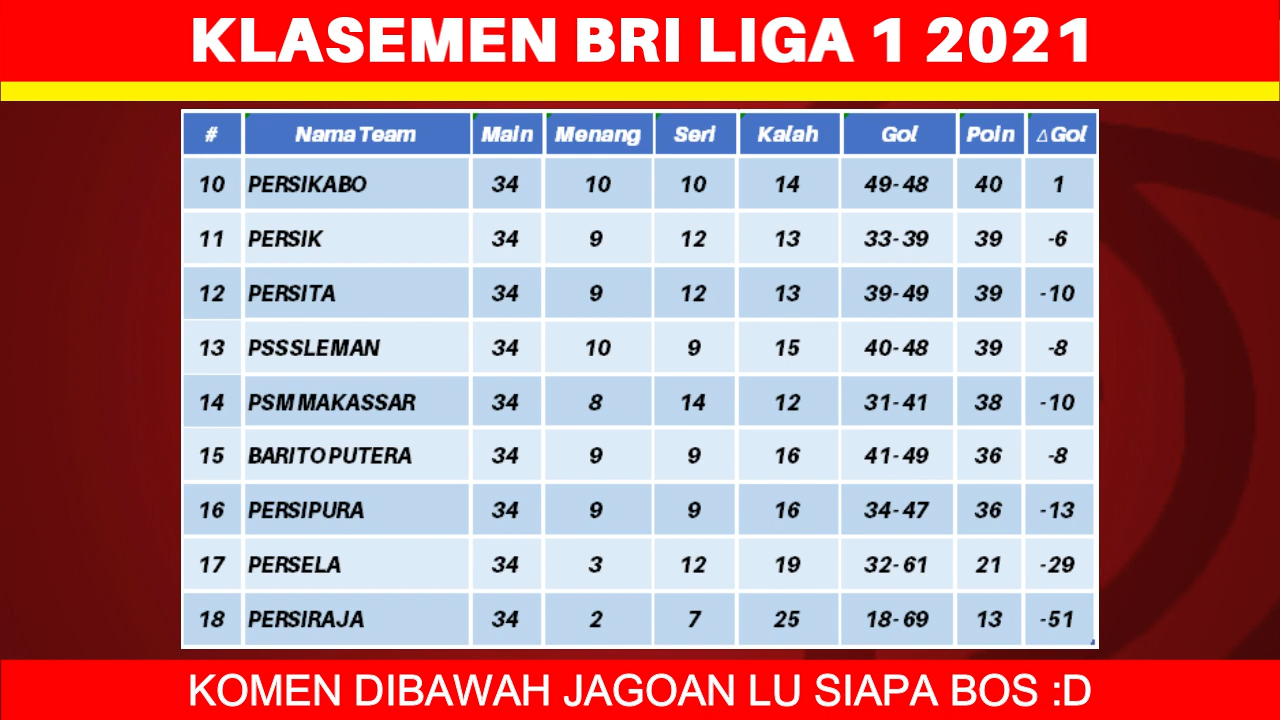 KLASEMEN BRI LIGA 1 2021
# Nama Team Main Menang Seri Kalah Gol Poin △Gol
10 PERSIKABO 34 10 10 14 49-48 40 1
11 PERSIK 34 9 12 13 33-39 39 -6
12 PERSITA 34 9 12 13 39-49 39 -10
13 PSS SLEMAN 34 10 9 15 40-48 39 -8
14 PSM MAKASSAR 34 8 14 12 31-41 38 -10
15 BARITO PUTERA 34 9 9 16 41-49 36 -8
16 PERSIPURA 34 9 9 16 34-47 36 -13
17 PERSELA 34 3 12 19 32-61 21 -29
18 PERSIRAJA 34 2 7 25 18-69 13 -51
KOMEN DIBAWAH JAGOAN LU SIAPA BOS :D